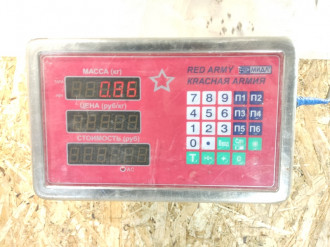 МАССА (кг)
0.86
ЦЕНА (руб/кг)
СТОИМОСТЬ (руб)
RED ARMY МИДЛ
КРАСНАЯ АРМИЯ
7 8 9 П1 П2
4 5 6 П3 П4
1 2 3 П5 П6
0
T